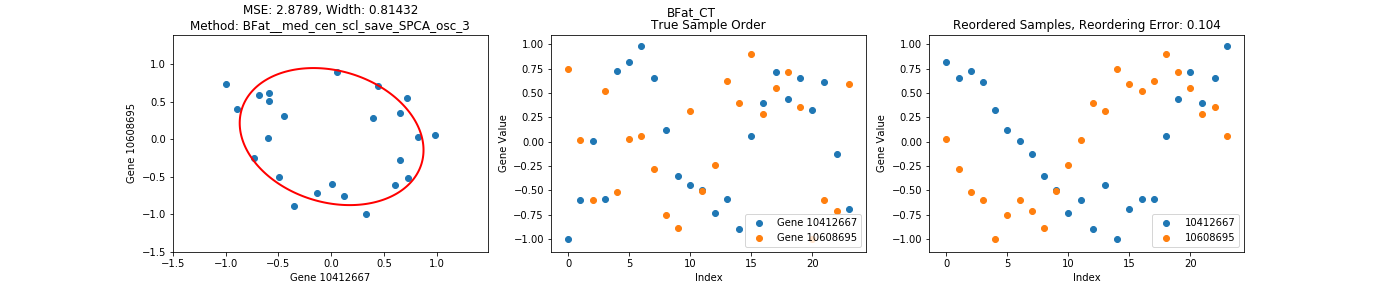 BFat_CT
MSE: 2.8789, Width: 0.81432
Method: BFat__med_cen_scl_save_SPCA_osc_3
Gene 10608695
1.0
0.5
0.0
−0.5
−1.0
−1.5
−1.5 −1.0 −0.5 0.0 0.5 1.0
Gene 10412667
True Sample Order
Gene Value
1.00
0.75
0.50
0.25
0.00
−0.25
−0.50
−0.75
−1.00
Gene 10412667
Gene 10608695
0 5 10 15 20
Index
Reordered Samples, Reordering Error: 0.104
Gene Value
1.00
0.75
0.50
0.25
0.00
−0.25
−0.50
−0.75
−1.00
10412667
10608695
0 5 10 15 20
Index